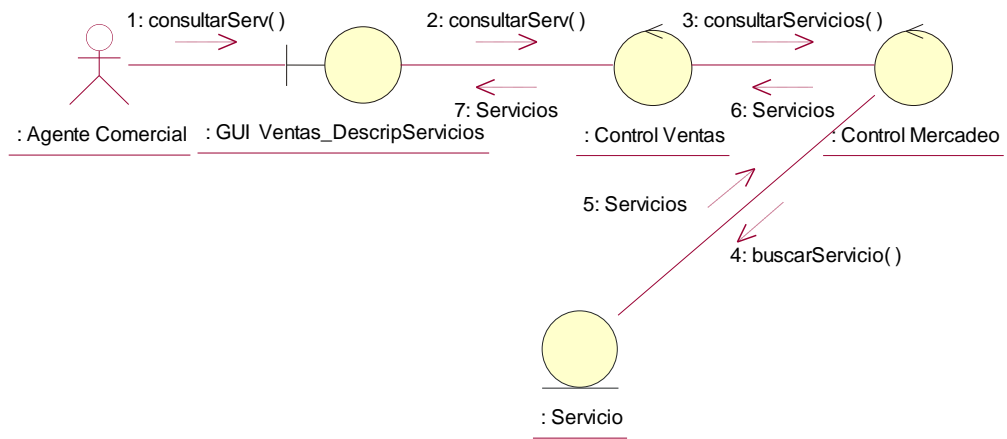 1: consultarServ( )
2: consultarServ( )
3: consultarServicios( )
7: Servicios
6: Servicios
: Agente Comercial
: GUI Ventas_DescripServicios
: Control Ventas
: Control Mercadeo
5: Servicios
4: buscarServicio( )
: Servicio